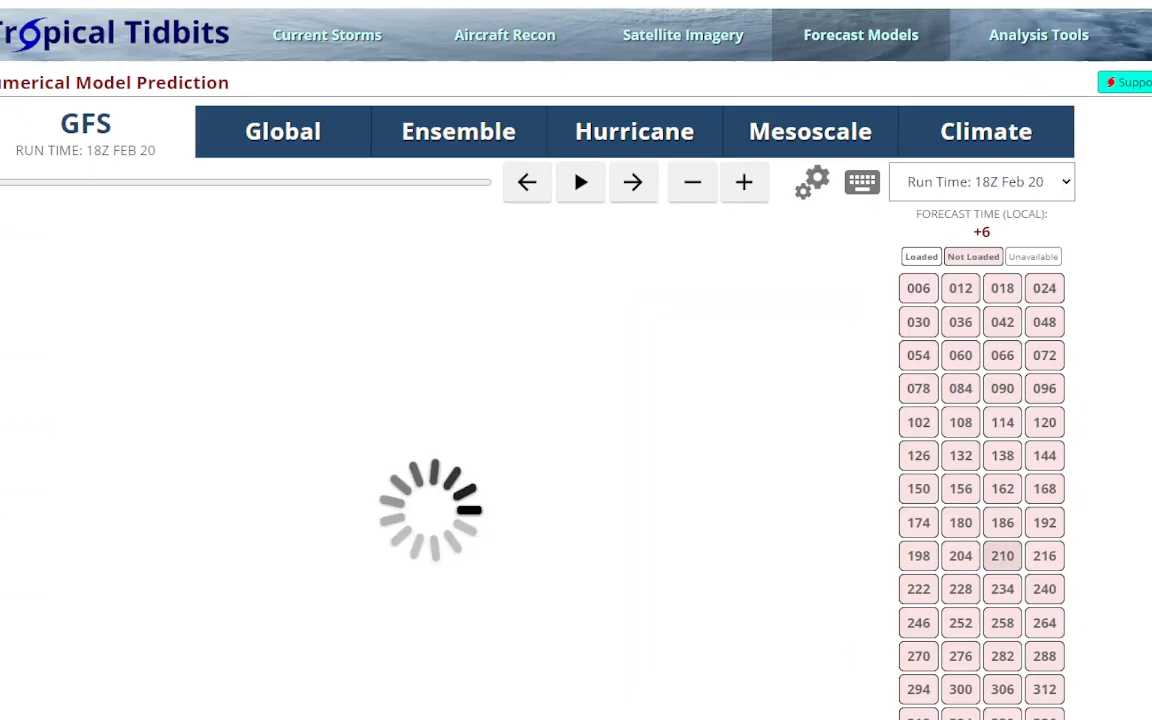 Tropical Tidbits
Current Storms
Aircraft Recon
Satellite Imagery
Forecast Models
Analysis Tools
umerical Model Prediction
Suppo
GFS
RUN TIME: 18Z FEB 20
Global
Ensemble
Hurricane
Mesoscale
Climate
Run Time: 18Z Feb 20
FORECAST TIME (LOCAL):
+6
Loaded Not Loaded Unavailable
006 012 018 024
030 036 042 048
054 060 066 072
078 084 090 096
102 108 114 120
126 132 138 144
150 156 162 168
174 180 186 192
198 204 210 216
222 228 234 240
246 252 258 264
270 276 282 288
294 300 306 312